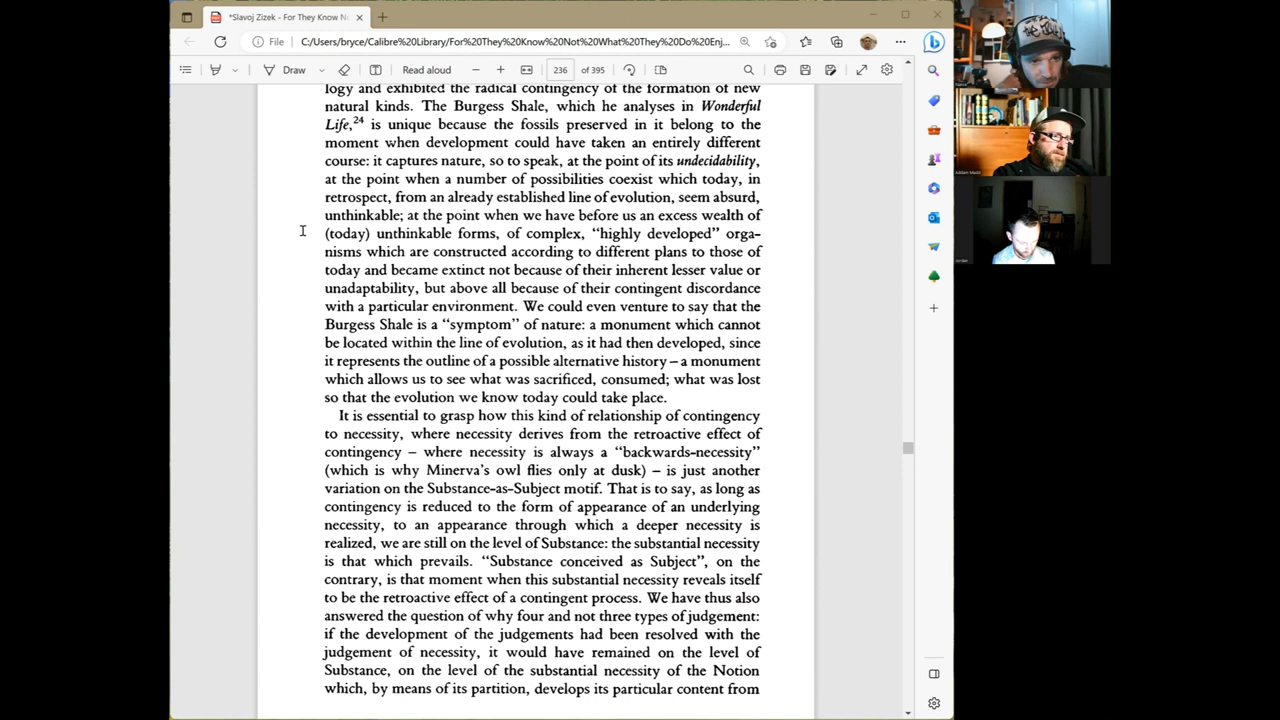 *Slavoj Zizek - For They Know No
File
C:/Users/bryce/Calibre%20Library/For%20They%20Know%20Not%20What%20They%20Do%20Enj...
Draw
Read aloud
236
of 395
logy and exhibited the radical contingency of the formation of new
natural kinds. The Burgess Shale, which he analyses in Wonderful
Life,24 is unique because the fossils preserved in it belong to the
moment when development could have taken an entirely different
course: it captures nature, so to speak, at the point of its undecidability,
at the point when a number of possibilities coexist which today, in
retrospect, from an already established line of evolution, seem absurd,
unthinkable; at the point when we have before us an excess wealth of
(today) unthinkable forms, of complex, “highly developed” orga-
nisms which are constructed according to different plans to those of
today and became extinct not because of their inherent lesser value or
unadaptability, but above all because of their contingent discordance
with a particular environment. We could even venture to say that the
Burgess Shale is a “symptom” of nature: a monument which cannot
be located within the line of evolution, as it had then developed, since
it represents the outline of a possible alternative history – a monument
which allows us to see what was sacrificed, consumed; what was lost
so that the evolution we know today could take place.
It is essential to grasp how this kind of relationship of contingency
to necessity, where necessity derives from the retroactive effect of
contingency – where necessity is always a “backwards-necessity”
(which is why Minerva’s owl flies only at dusk) – is just another
variation on the Substance-as-Subject motif. That is to say, as long as
contingency is reduced to the form of appearance of an underlying
necessity, to an appearance through which a deeper necessity is
realized, we are still on the level of Substance: the substantial necessity
is that which prevails. “Substance conceived as Subject”, on the
contrary, is that moment when this substantial necessity reveals itself
to be the retroactive effect of a contingent process. We have thus also
answered the question of why four and not three types of judgement:
if the development of the judgements had been resolved with the
judgement of necessity, it would have remained on the level of
Substance, on the level of the substantial necessity of the Notion
which, by means of its partition, develops its particular content from